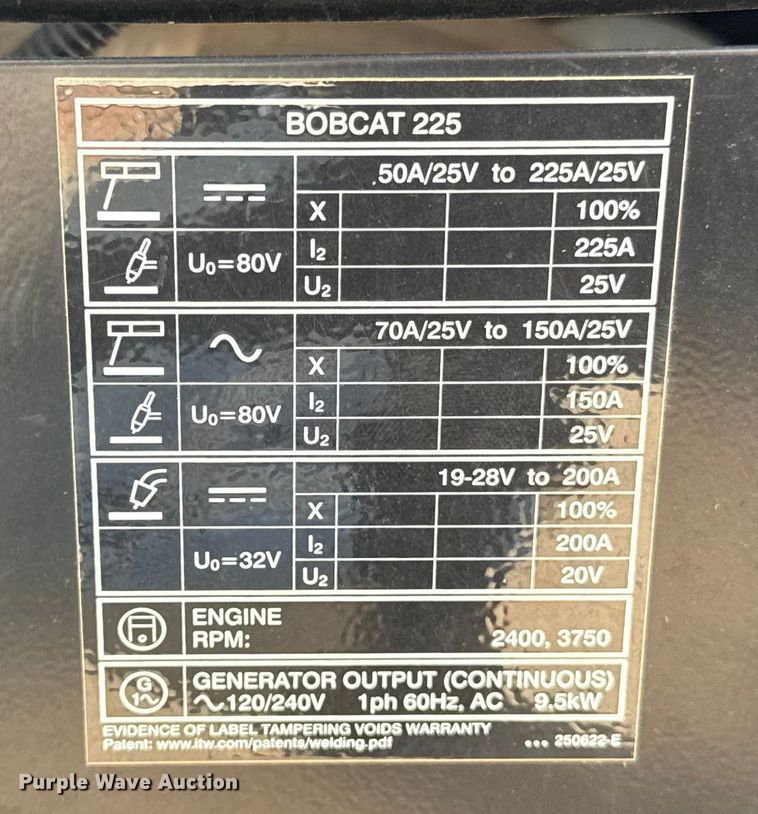 BOBCAT 225
50A/25V to 225A/25V
X 100%
U₀=80V
I₂ 225A
U₂ 25V
70A/25V to 150A/25V
X 100%
U₀=80V
I₂ 150A
U₂ 25V
19-28V to 200A
X 100%
U₀=32V
I₂ 200A
U₂ 20V
ENGINE
RPM: 2400, 3750
G
1~
GENERATOR OUTPUT (CONTINUOUS)
~120/240V 1ph 60Hz, AC 9.5kW
EVIDENCE OF LABEL TAMPERING VOIDS WARRANTY
Patent: www.itw.com/patents/welding.pdf ●●● 250622-E
Purple Wave Auction